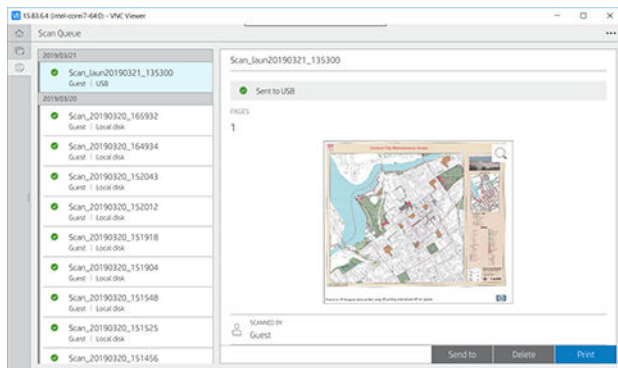 15.83.6.4 (intel-corei7-64:0) - VNC Viewer
Scan Queue
2019/03/21
Scan_laun20190321_135300
Guest | USB
2019/03/20
Scan_20190320_165932
Guest | Local disk
Scan_20190320_164934
Guest | Local disk
Scan_20190320_152043
Guest | Local disk
Scan_20190320_152012
Guest | Local disk
Scan_20190320_151918
Guest | Local disk
Scan_20190320_151904
Guest | Local disk
Scan_20190320_151548
Guest | Local disk
Scan_20190320_151525
Guest | Local disk
Scan_20190320_151456
Scan_laun20190321_135300
Sent to USB
PAGES
1
SCANNED BY
Guest
Send to
Delete
Print